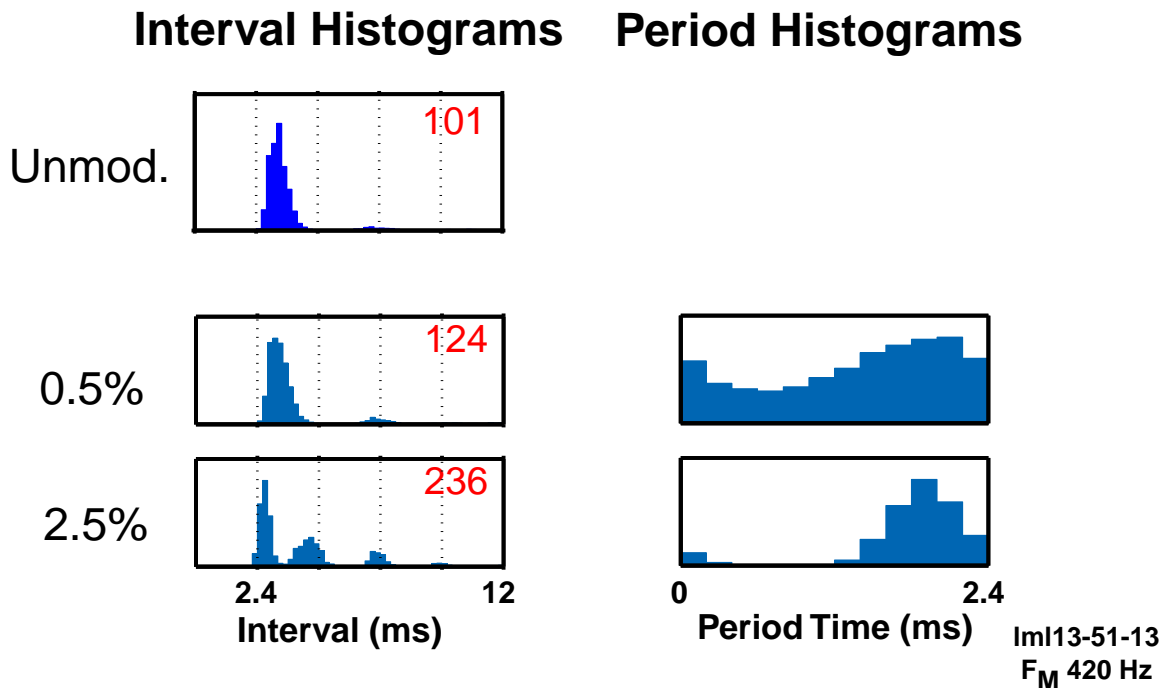 Interval Histograms Period Histograms
Unmod.
101
0.5%
124
2.5%
236
2.4 12
Interval (ms)
0 2.4
Period Time (ms)
lml13-51-13
FM 420 Hz